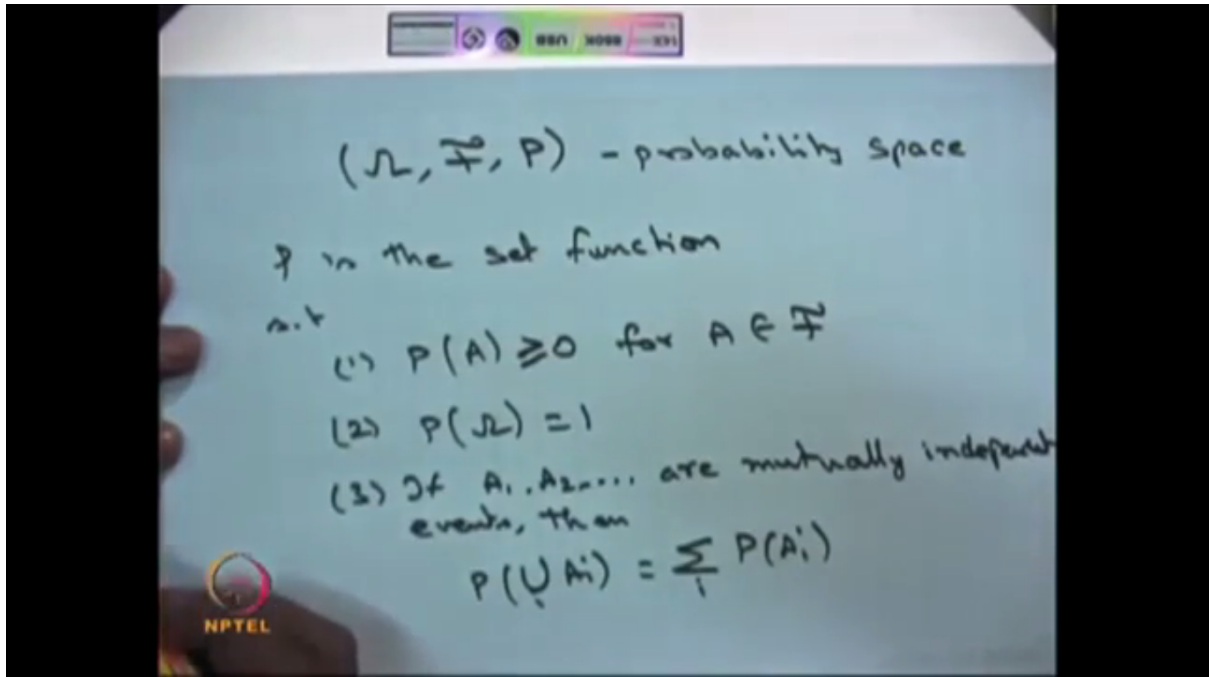 (Ω, F, P) - probability space
P is the set function
s.t
(1) P(A) ≥ 0 for A ∈ F
(2) P(Ω) = 1
(3) If A₁, A₂, .... are mutually independent
events, then
P(∪ Ai) = Σ P(Ai)
i i
NPTEL